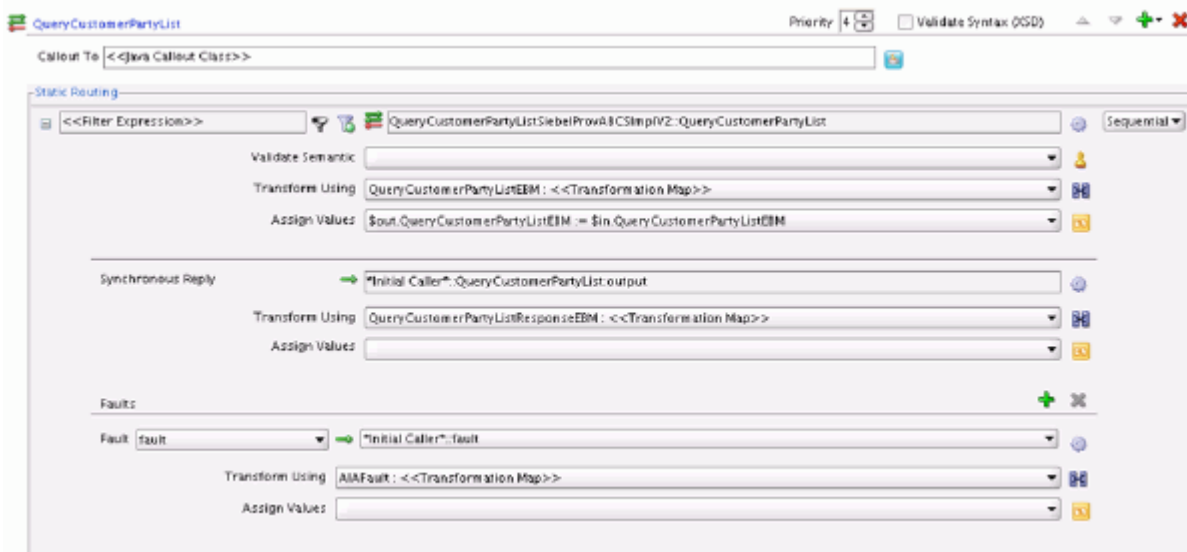 QueryCustomerPartyList Priority 4 Validate Syntax (XSD)
Callout To <<Java Callout Class>>
Static Routing
<<Filter Expression>> QueryCustomerPartyListSiebelProvABCSImplV2::QueryCustomerPartyList Sequential
Validate Semantic
Transform Using QueryCustomerPartyListEBM : <<Transformation Map>>
Assign Values $out.QueryCustomerPartyListEBM := $in.QueryCustomerPartyListEBM
Synchronous Reply *Initial Caller*::QueryCustomerPartyList:output
Transform Using QueryCustomerPartyListResponseEBM : <<Transformation Map>>
Assign Values
Faults
Fault fault *Initial Caller*::fault
Transform Using AIAFault : <<Transformation Map>>
Assign Values